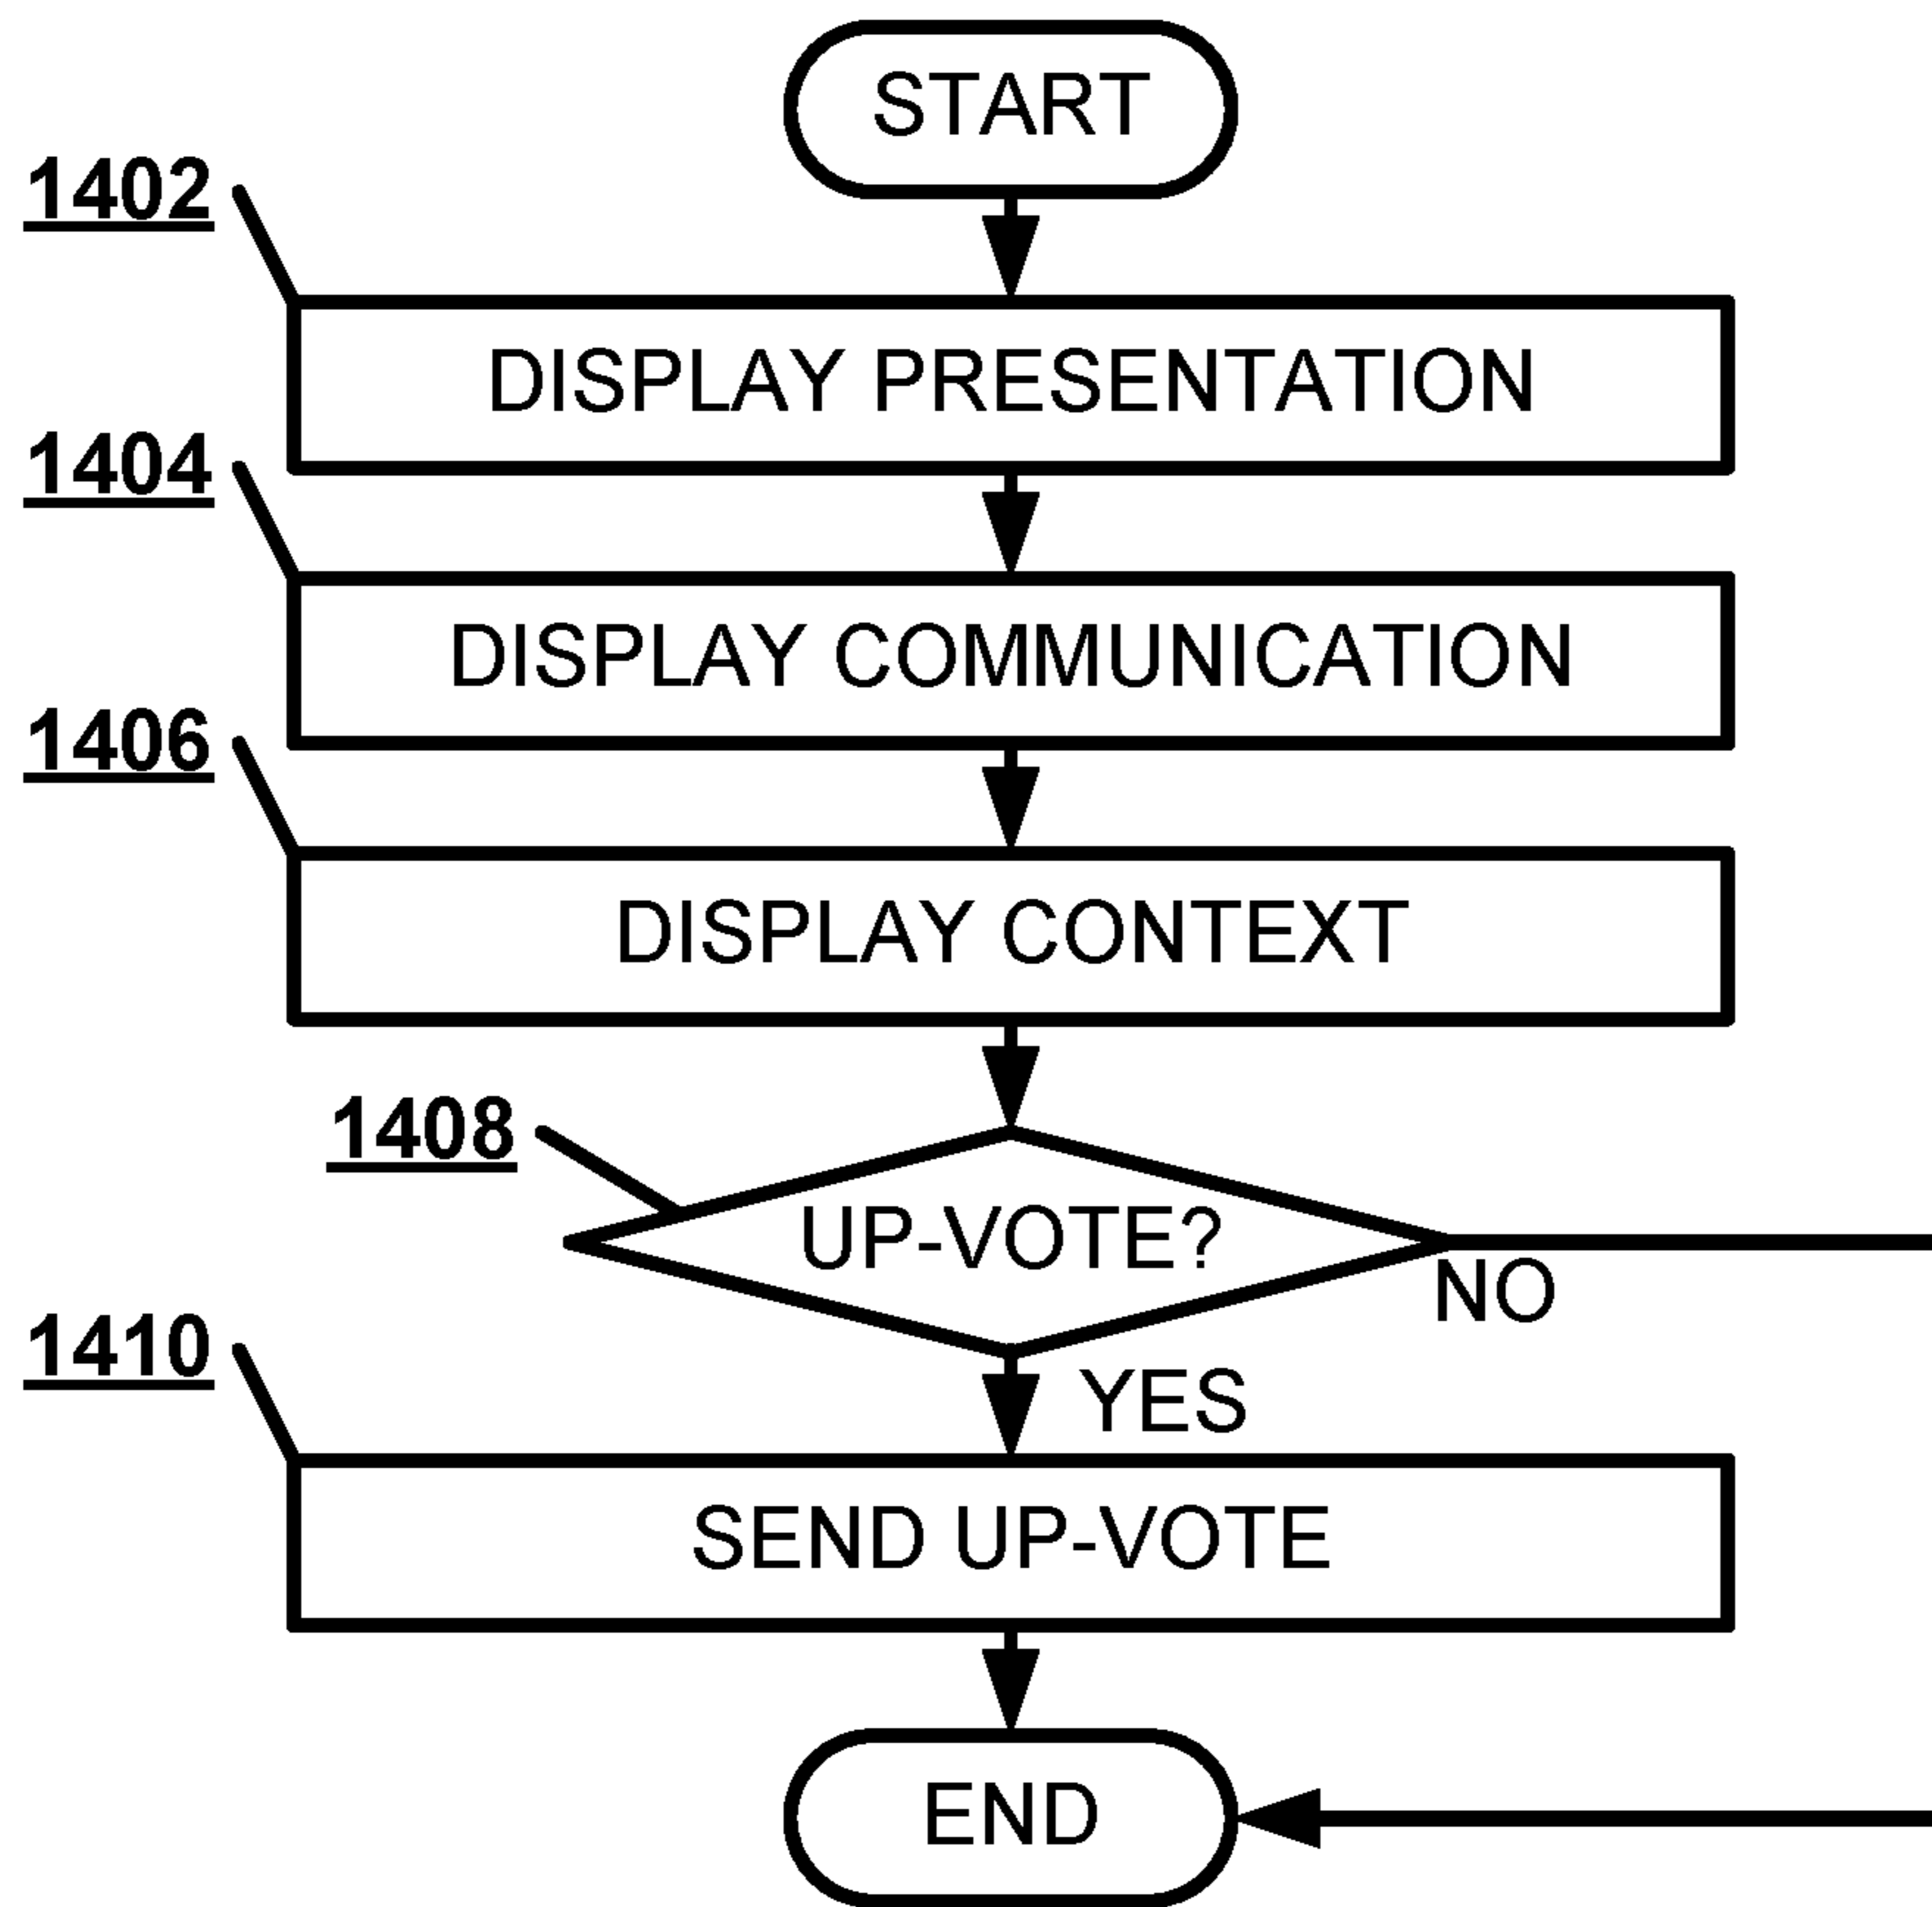 START
1402
DISPLAY PRESENTATION
1404
DISPLAY COMMUNICATION
1406
DISPLAY CONTEXT
1408
UP-VOTE?
NO
YES
1410
SEND UP-VOTE
END